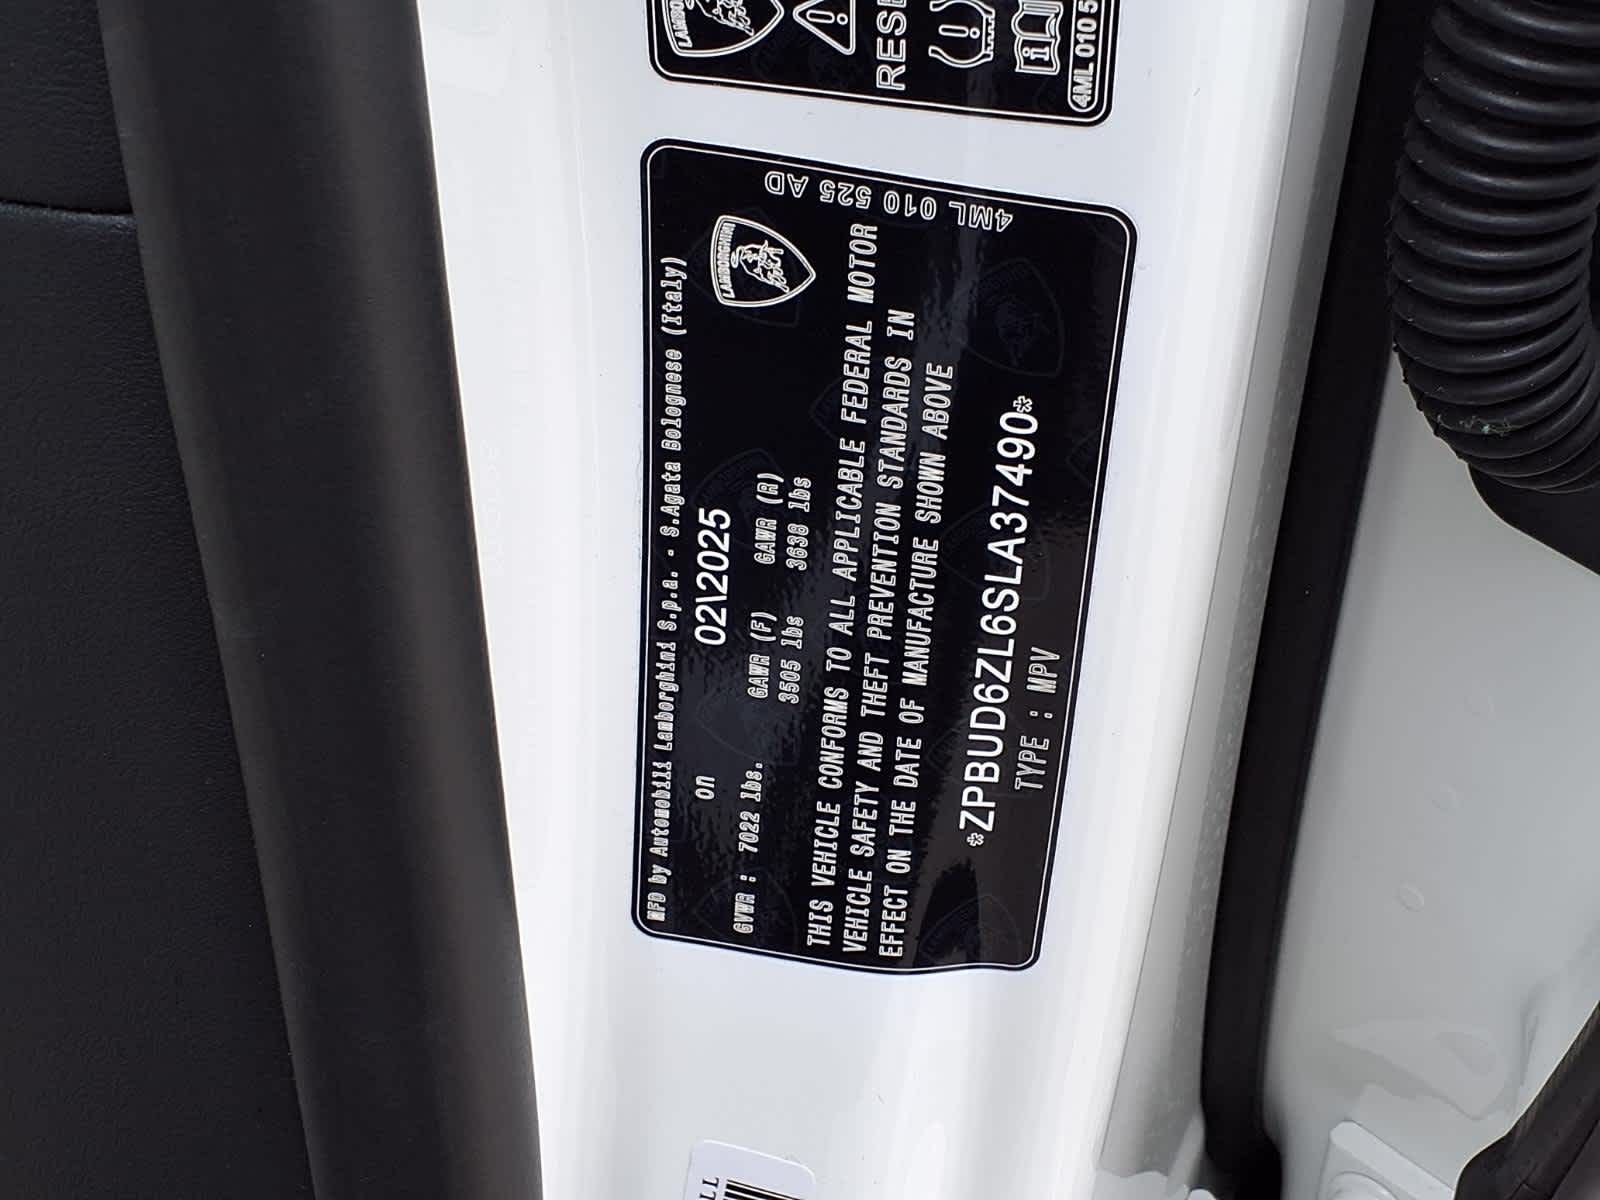 4ML 010 525 AD
MFD by Automobili Lamborghini S.p.a. - S.Agata Bolognese (Italy)
on 02\2025
LAMBORGHINI
GVWR : 7022 lbs. GAWR (F) GAWR (R)
3505 lbs 3638 lbs
THIS VEHICLE CONFORMS TO ALL APPLICABLE FEDERAL MOTOR
VEHICLE SAFETY AND THEFT PREVENTION STANDARDS IN
EFFECT ON THE DATE OF MANUFACTURE SHOWN ABOVE
*ZPBUD6ZL6SLA37490*
TYPE : MPV
4ML 010 5